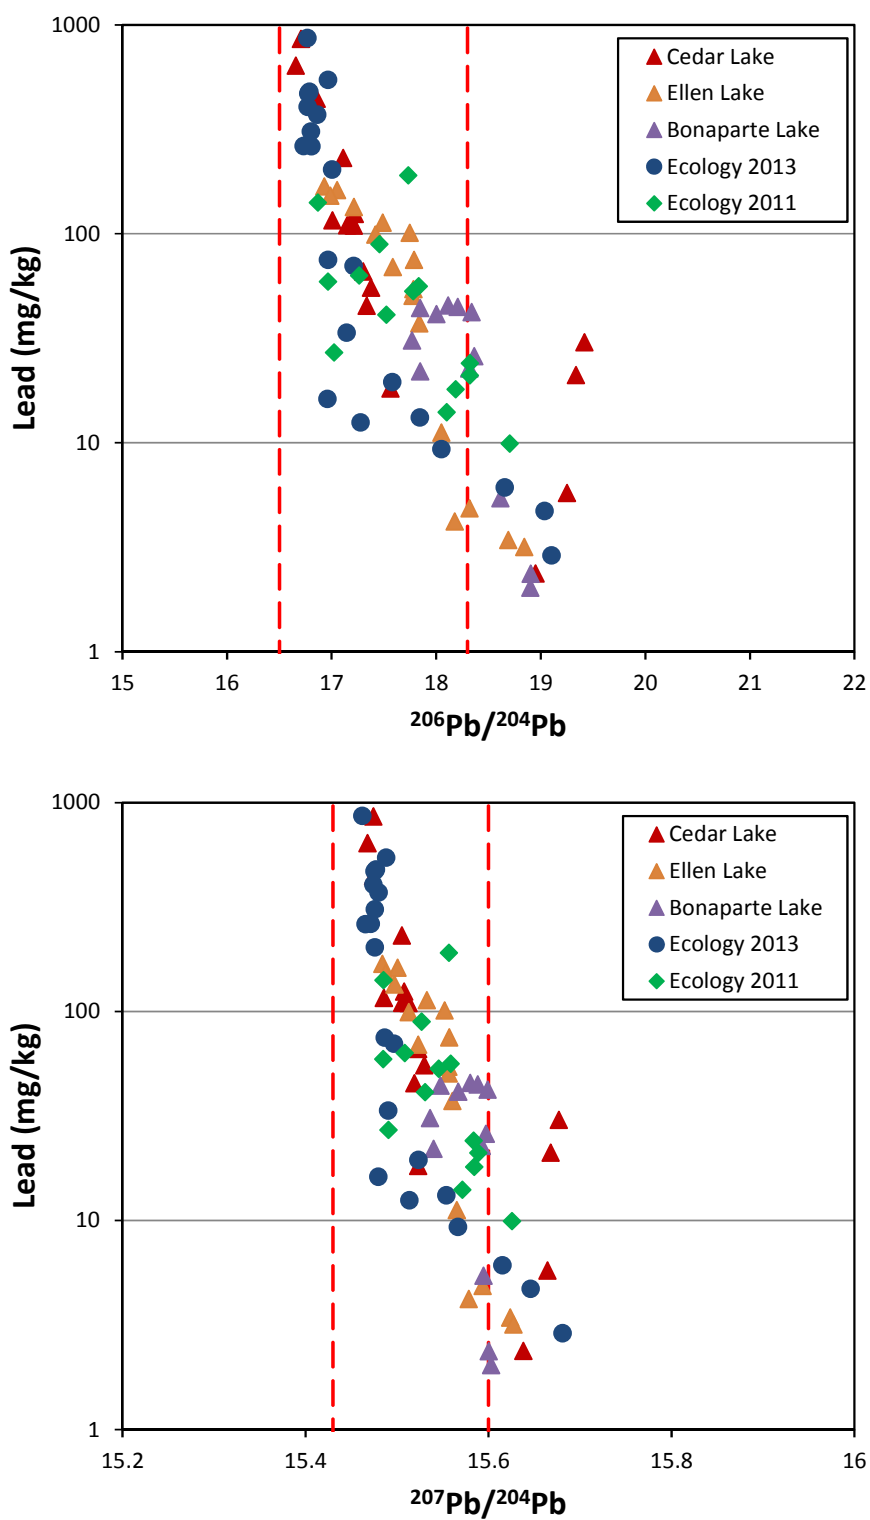 1000
100
10
1
Lead (mg/kg)
Cedar Lake
Ellen Lake
Bonaparte Lake
Ecology 2013
Ecology 2011
15 16 17 18 19 20 21 22
²⁰⁶Pb/²⁰⁴Pb
1000
100
10
1
Lead (mg/kg)
Cedar Lake
Ellen Lake
Bonaparte Lake
Ecology 2013
Ecology 2011
15.2 15.4 15.6 15.8 16
²⁰⁷Pb/²⁰⁴Pb